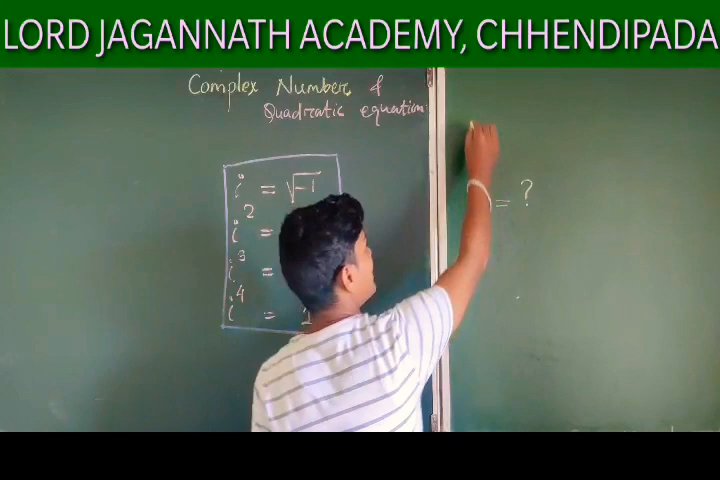 LORD JAGANNATH ACADEMY, CHHENDIPADA
Complex Number &
Quadratic equation
i = √-1
i² =
i³ =
i⁴ = 1
= ?